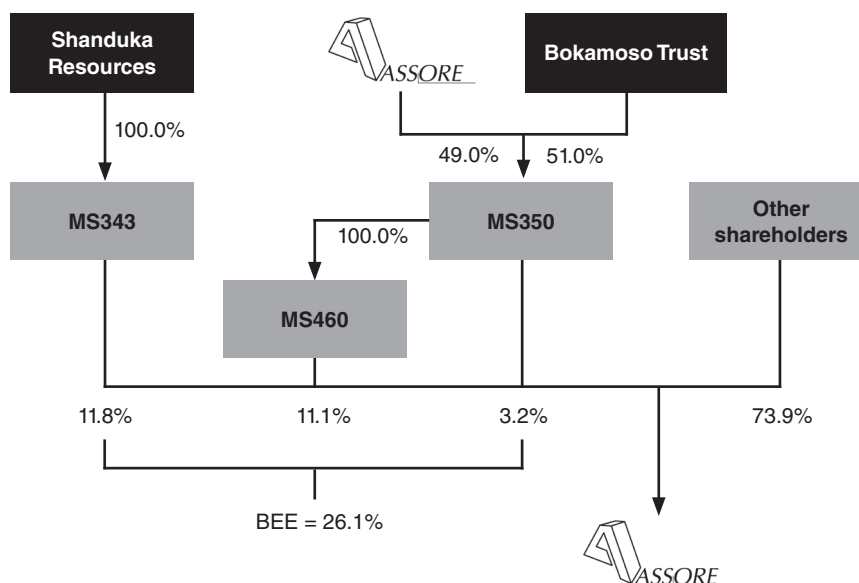 Shanduka
Resources
ASSORE
Bokamoso Trust
100.0%
49.0%
51.0%
MS343
MS350
Other
shareholders
100.0%
MS460
11.8%
11.1%
3.2%
73.9%
BEE = 26.1%
ASSORE